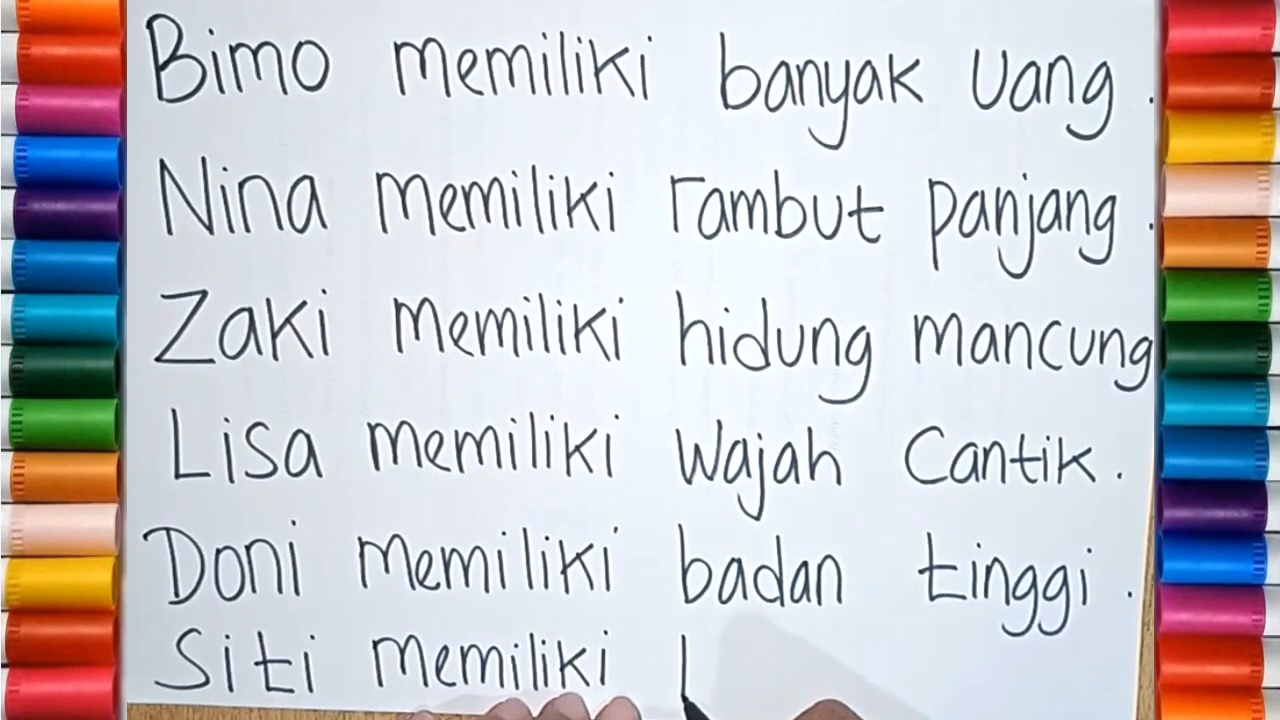 Bimo memiliki banyak uang.
Nina memiliki rambut panjang.
Zaki memiliki hidung mancung
Lisa memiliki wajah cantik.
Doni memiliki badan tinggi.
Siti memiliki